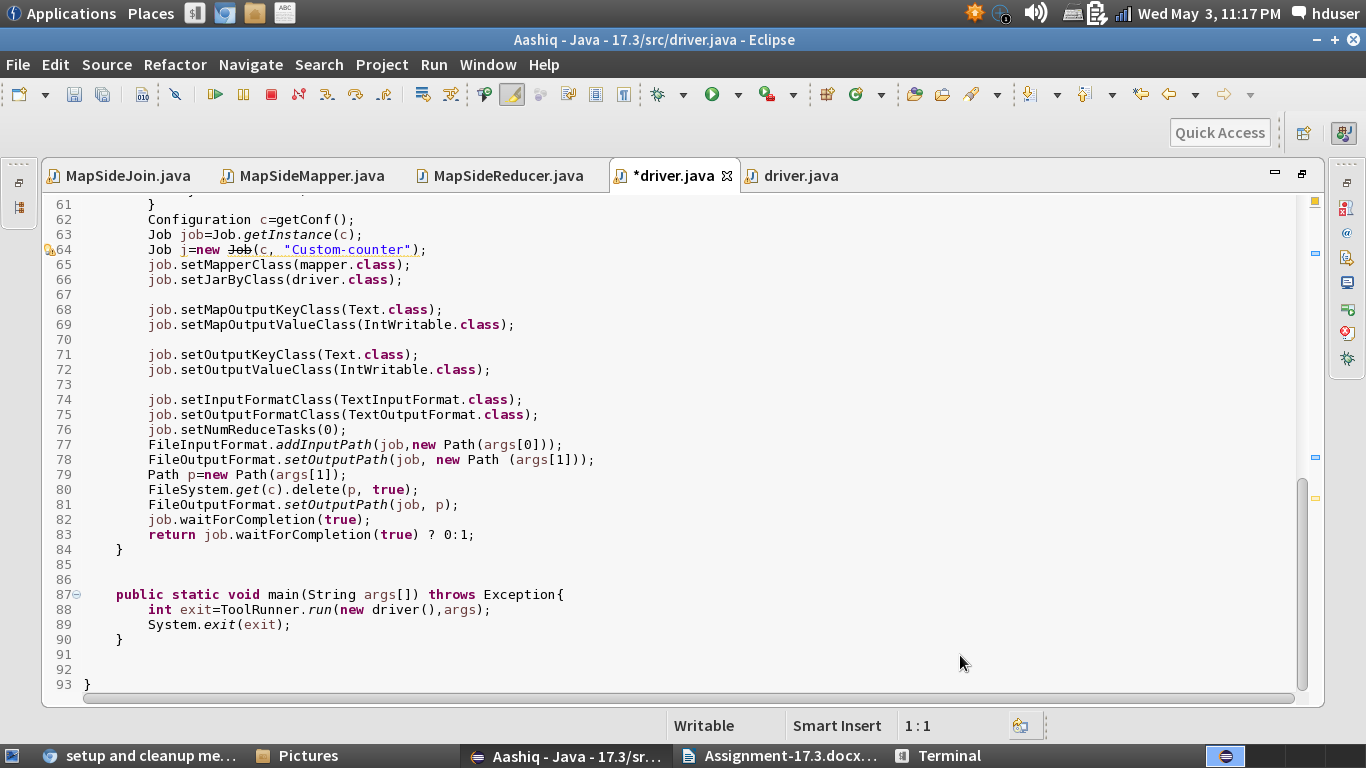 Applications Places Wed May 3, 11:17 PM hduser
Aashiq - Java - 17.3/src/driver.java - Eclipse
File Edit Source Refactor Navigate Search Project Run Window Help
Quick Access
MapSideJoin.java MapSideMapper.java MapSideReducer.java *driver.java driver.java
61 }
62 Configuration c=getConf();
63 Job job=Job.getInstance(c);
64 Job j=new Job(c, "Custom-counter");
65 job.setMapperClass(mapper.class);
66 job.setJarByClass(driver.class);
67
68 job.setMapOutputKeyClass(Text.class);
69 job.setMapOutputValueClass(IntWritable.class);
70
71 job.setOutputKeyClass(Text.class);
72 job.setOutputValueClass(IntWritable.class);
73
74 job.setInputFormatClass(TextInputFormat.class);
75 job.setOutputFormatClass(TextOutputFormat.class);
76 job.setNumReduceTasks(0);
77 FileInputFormat.addInputPath(job,new Path(args[0]));
78 FileOutputFormat.setOutputPath(job, new Path (args[1]));
79 Path p=new Path(args[1]);
80 FileSystem.get(c).delete(p, true);
81 FileOutputFormat.setOutputPath(job, p);
82 job.waitForCompletion(true);
83 return job.waitForCompletion(true) ? 0:1;
84 }
85
86
87 public static void main(String args[]) throws Exception{
88 int exit=ToolRunner.run(new driver(),args);
89 System.exit(exit);
90 }
91
92
93 }
Writable Smart Insert 1 : 1
setup and cleanup me... Pictures Aashiq - Java - 17.3/sr... Assignment-17.3.docx... Terminal